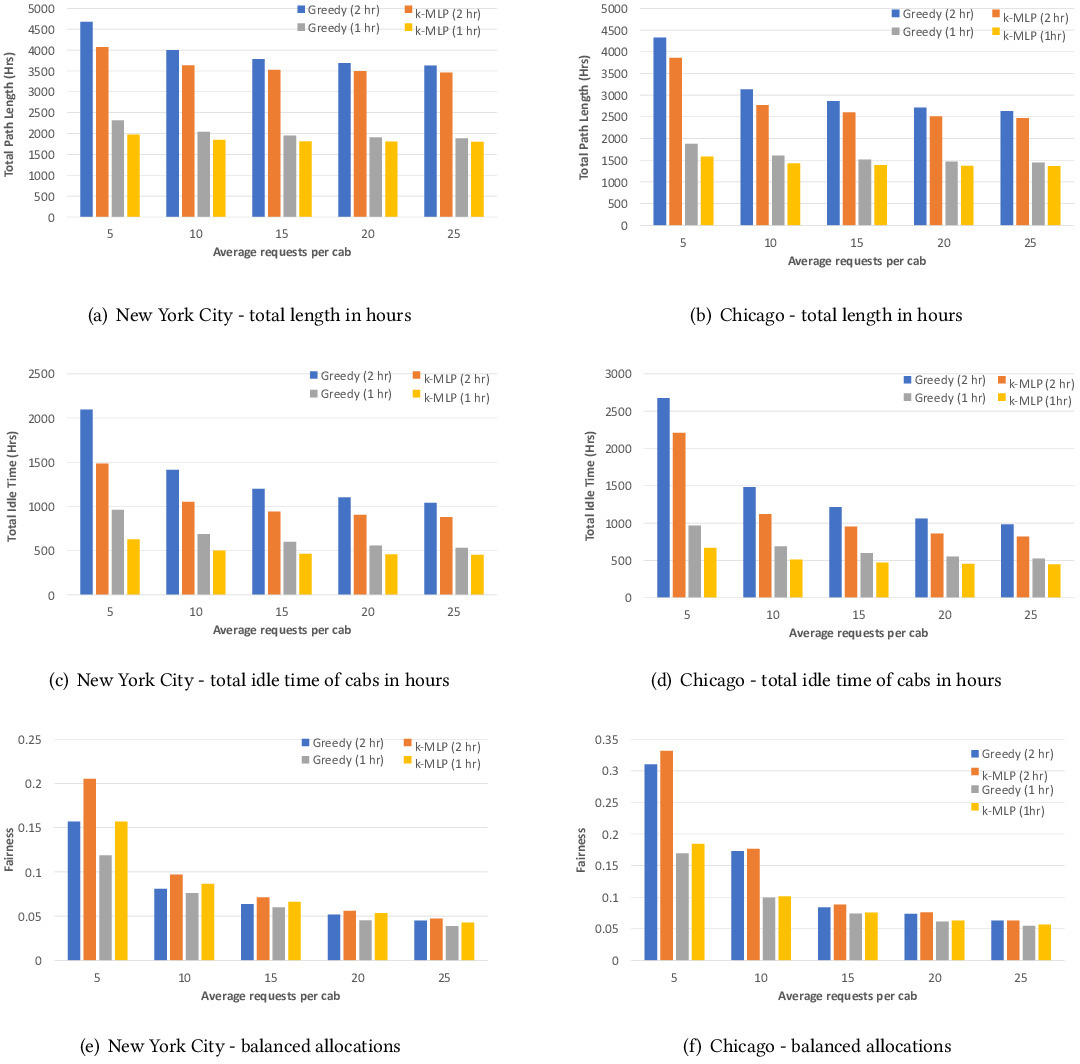 5000
4500
4000
3500
3000
2500
2000
1500
1000
500
0
Total Path Length (Hrs)
Greedy (2 hr) k-MLP (2 hr)
Greedy (1 hr) k-MLP (1 hr)
5 10 15 20 25
Average requests per cab
(a) New York City - total length in hours
5000
4500
4000
3500
3000
2500
2000
1500
1000
500
0
Total Path Length (Hrs)
Greedy (2 hr) k-MLP (2 hr)
Greedy (1 hr) k-MLP (1hr)
5 10 15 20 25
Average requests per cab
(b) Chicago - total length in hours
2500
2000
1500
1000
500
0
Total Idle Time (Hrs)
Greedy (2 hr) k-MLP (2 hr)
Greedy (1 hr) k-MLP (1 hr)
5 10 15 20 25
Average requests per cab
(c) New York City - total idle time of cabs in hours
3000
2500
2000
1500
1000
500
0
Total Idle Time (Hrs)
Greedy (2 hr) k-MLP (2 hr)
Greedy (1 hr) k-MLP (1hr)
5 10 15 20 25
Average requests per cab
(d) Chicago - total idle time of cabs in hours
0.25
0.2
0.15
0.1
0.05
0
Fairness
Greedy (2 hr) k-MLP (2 hr)
Greedy (1 hr) k-MLP (1 hr)
5 10 15 20 25
Average requests per cab
(e) New York City - balanced allocations
0.35
0.3
0.25
0.2
0.15
0.1
0.05
0
Fairness
Greedy (2 hr)
k-MLP (2 hr)
Greedy (1 hr)
k-MLP (1hr)
5 10 15 20 25
Average requests per cab
(f) Chicago - balanced allocations